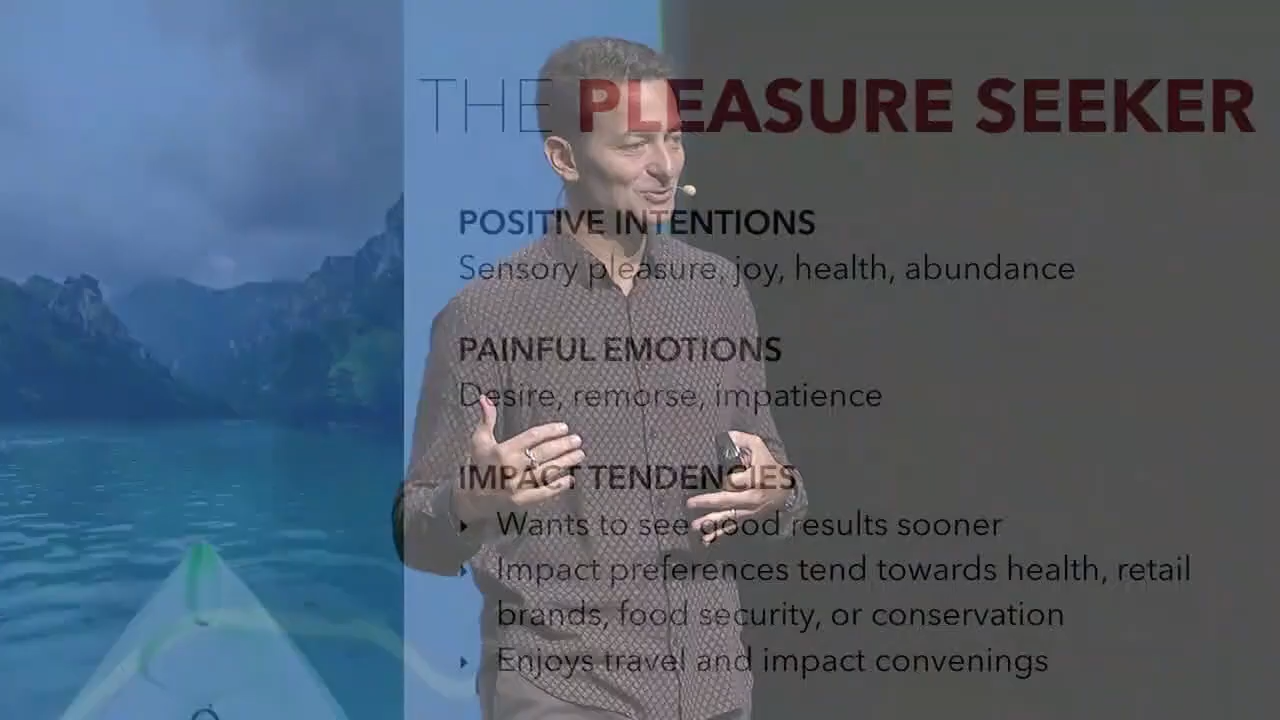 THE PLEASURE SEEKER
POSITIVE INTENTIONS
Sensory pleasure, joy, health, abundance
PAINFUL EMOTIONS
Desire, remorse, impatience
IMPACT TENDENCIES
Wants to see good results sooner
Impact preferences tend towards health, retail
brands, food security, or conservation
Enjoys travel and impact convenings